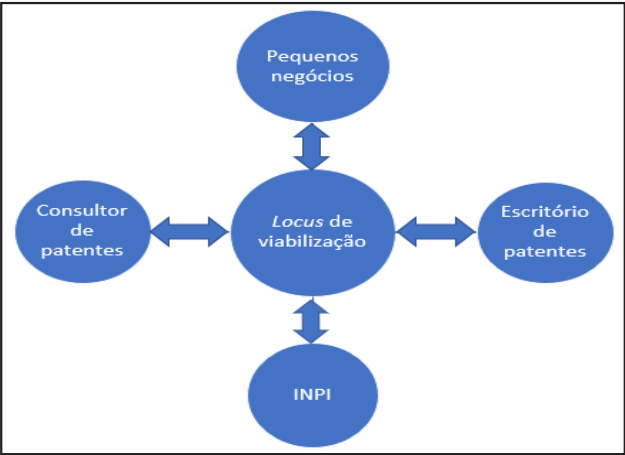 Pequenos
negócios
Consultor
de
patentes
Locus de
viabilização
Escritório
de
patentes
INPI